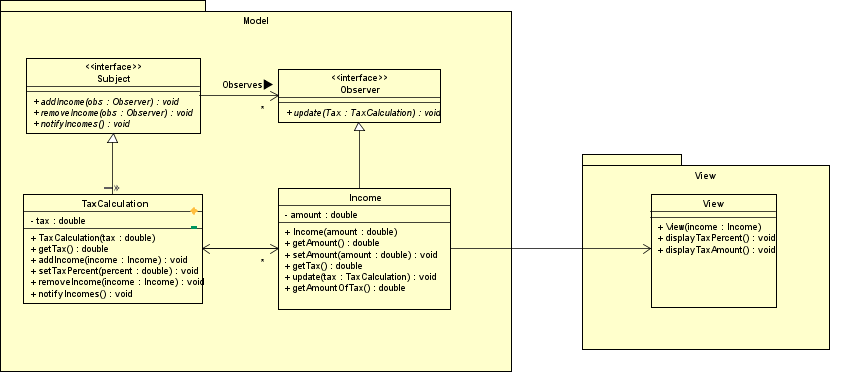 Model
<<interface>>
Subject
+ addIncome(obs : Observer) : void
+ removeIncome(obs : Observer) : void
+ notifyIncomes() : void
Observes
*
<<interface>>
Observer
+ update(Tax : TaxCalculation) : void
TaxCalculation
- tax : double
+ TaxCalculation(tax : double)
+ getTax() : double
+ addIncome(income : Income) : void
+ setTaxPercent(percent : double) : void
+ removeIncome(income : Income) : void
+ notifyIncomes() : void
*
Income
- amount : double
+ Income(amount : double)
+ getAmount() : double
+ setAmount(amount : double) : void
+ getTax() : double
+ update(tax : TaxCalculation) : void
+ getAmountOfTax() : double
View
View
+ View(income : Income)
+ displayTaxPercent() : void
+ displayTaxAmount() : void